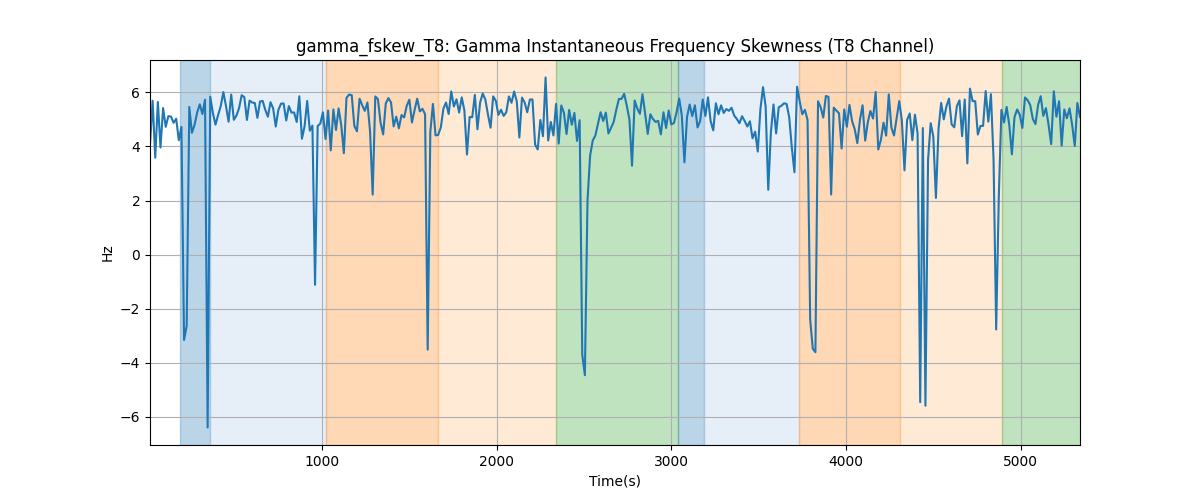 gamma_fskew_T8: Gamma Instantaneous Frequency Skewness (T8 Channel)
6
4
2
0
−2
−4
−6
Hz
1000 2000 3000 4000 5000
Time(s)